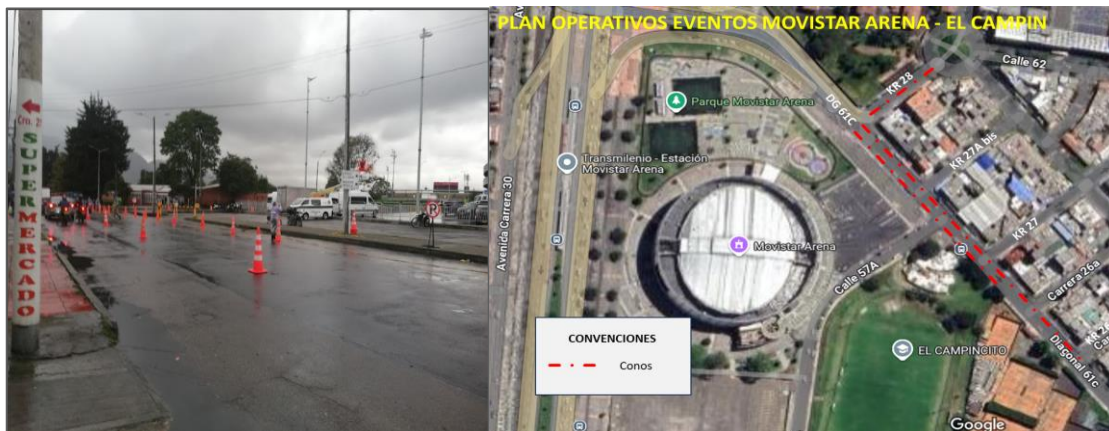 Cra. 27
SUPERMERCADO
PLAN OPERATIVOS EVENTOS MOVISTAR ARENA - EL CAMPIN
Calle 62
KR 28
DG 61C
Parque Movistar Arena
KR 27A bis
Transmilenio - Estación
Movistar Arena
Avenida Carrera 30
Movistar Arena
KR 27
Calle 57A
Carrera 26a
CONVENCIONES
Conos
EL CAMPINCITO
Diagonal 61c
Google